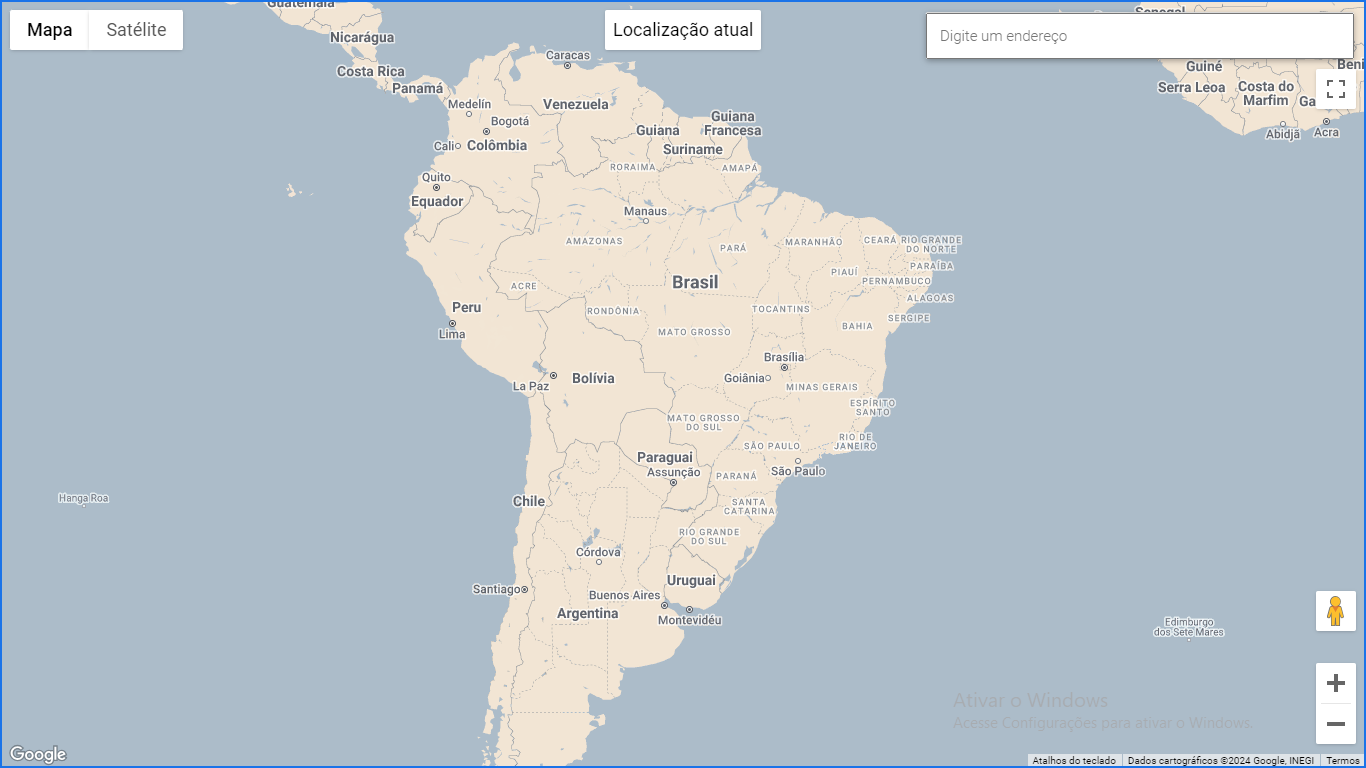 Mapa
Satélite
Localização atual
Digite um endereço
Guatemala
Nicarágua
Costa Rica
Panamá
Caracas
Venezuela
Medelín
Bogotá
Cali
Colômbia
Guiana
Guiana
Francesa
Suriname
RORAIMA
AMAPÁ
Senegal
Guiné
Serra Leoa
Costa do
Marfim
Ga
Beni
Abidjã
Acra
Quito
Equador
Manaus
AMAZONAS
PARÁ
MARANHÃO
CEARÁ
RIO GRANDE
DO NORTE
PARAÍBA
PIAUÍ
PERNAMBUCO
ALAGOAS
SERGIPE
Brasil
ACRE
RONDÔNIA
TOCANTINS
BAHIA
MATO GROSSO
Peru
Lima
Brasília
Goiânia
MINAS GERAIS
ESPÍRITO
SANTO
La Paz
Bolívia
MATO GROSSO
DO SUL
SÃO PAULO
RIO DE
JANEIRO
São Paulo
Paraguai
Assunção
PARANÁ
Chile
SANTA
CATARINA
Hanga Roa
RIO GRANDE
DO SUL
Córdova
Uruguai
Santiago
Buenos Aires
Argentina
Montevidéu
Edimburgo
dos Sete Mares
Ativar o Windows
Acesse Configurações para ativar o Windows.
Google
Atalhos do teclado
Dados cartográficos ©2024 Google, INEGI
Termos